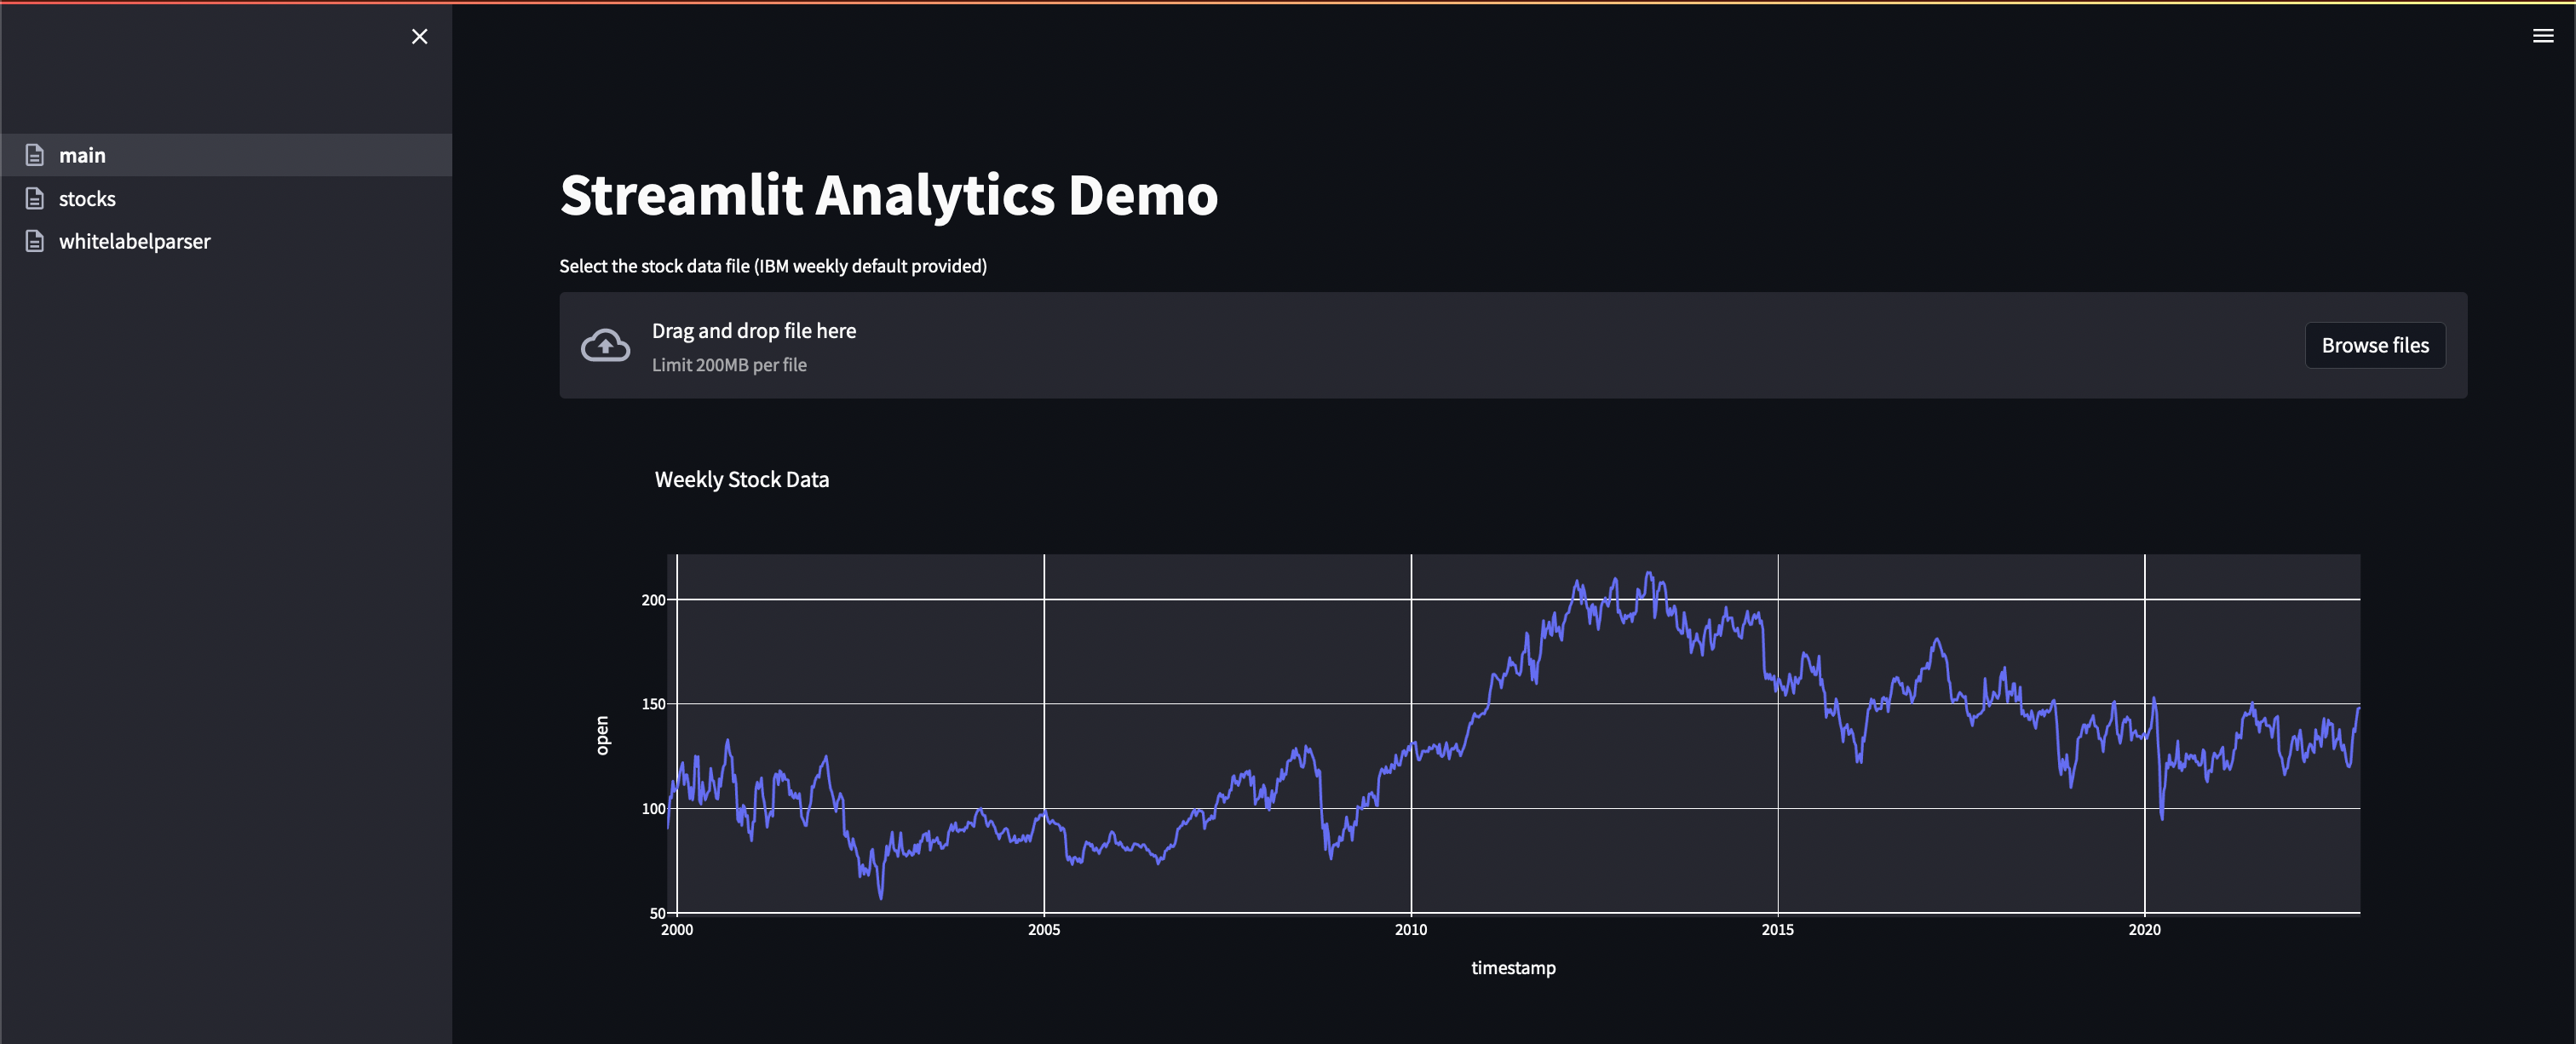 main
stocks
whitelabelparser
Streamlit Analytics Demo
Select the stock data file (IBM weekly default provided)
Drag and drop file here
Limit 200MB per file
Browse files
Weekly Stock Data
200
150
100
50
open
2000
2005
2010
2015
2020
timestamp